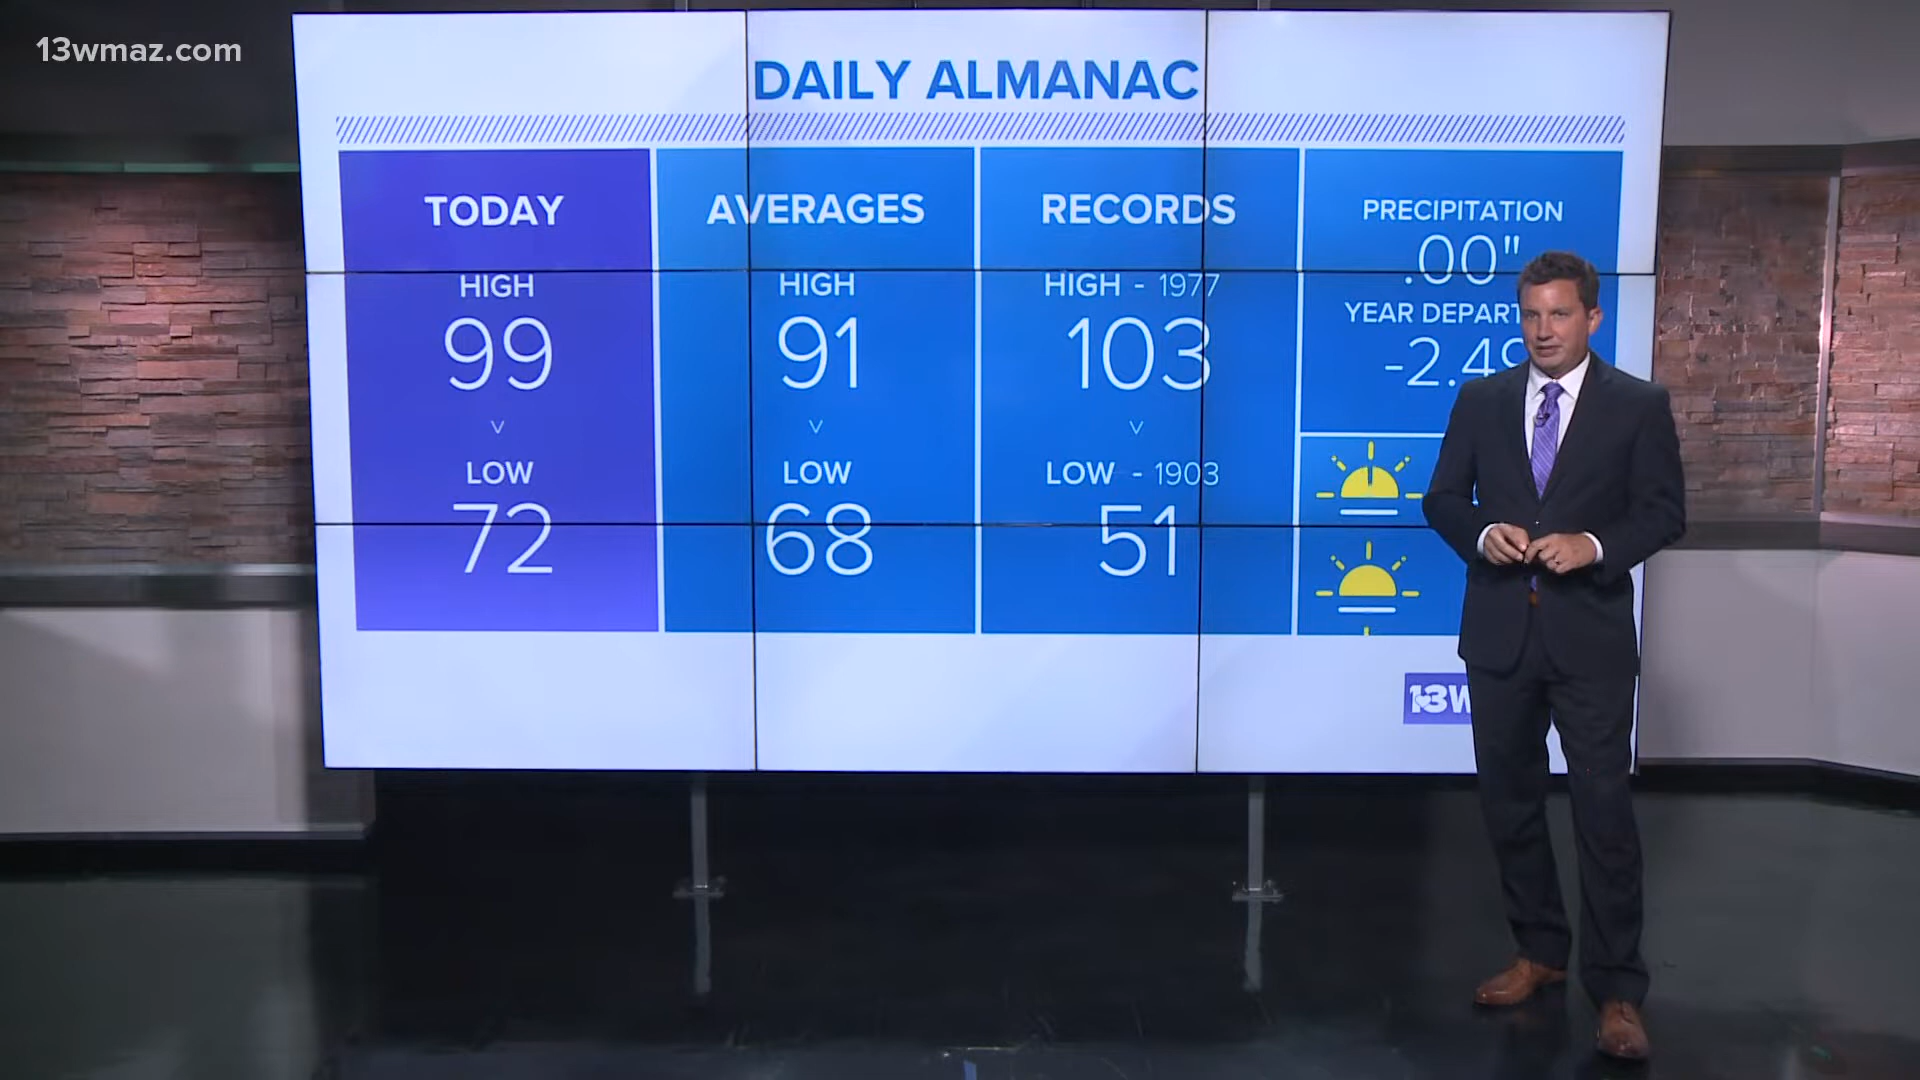 13wmaz.com
DAILY ALMANAC
TODAY
HIGH
99
LOW
72
AVERAGES
HIGH
91
LOW
68
RECORDS
HIGH - 1977
103
LOW - 1903
51
PRECIPITATION
.00"
YEAR